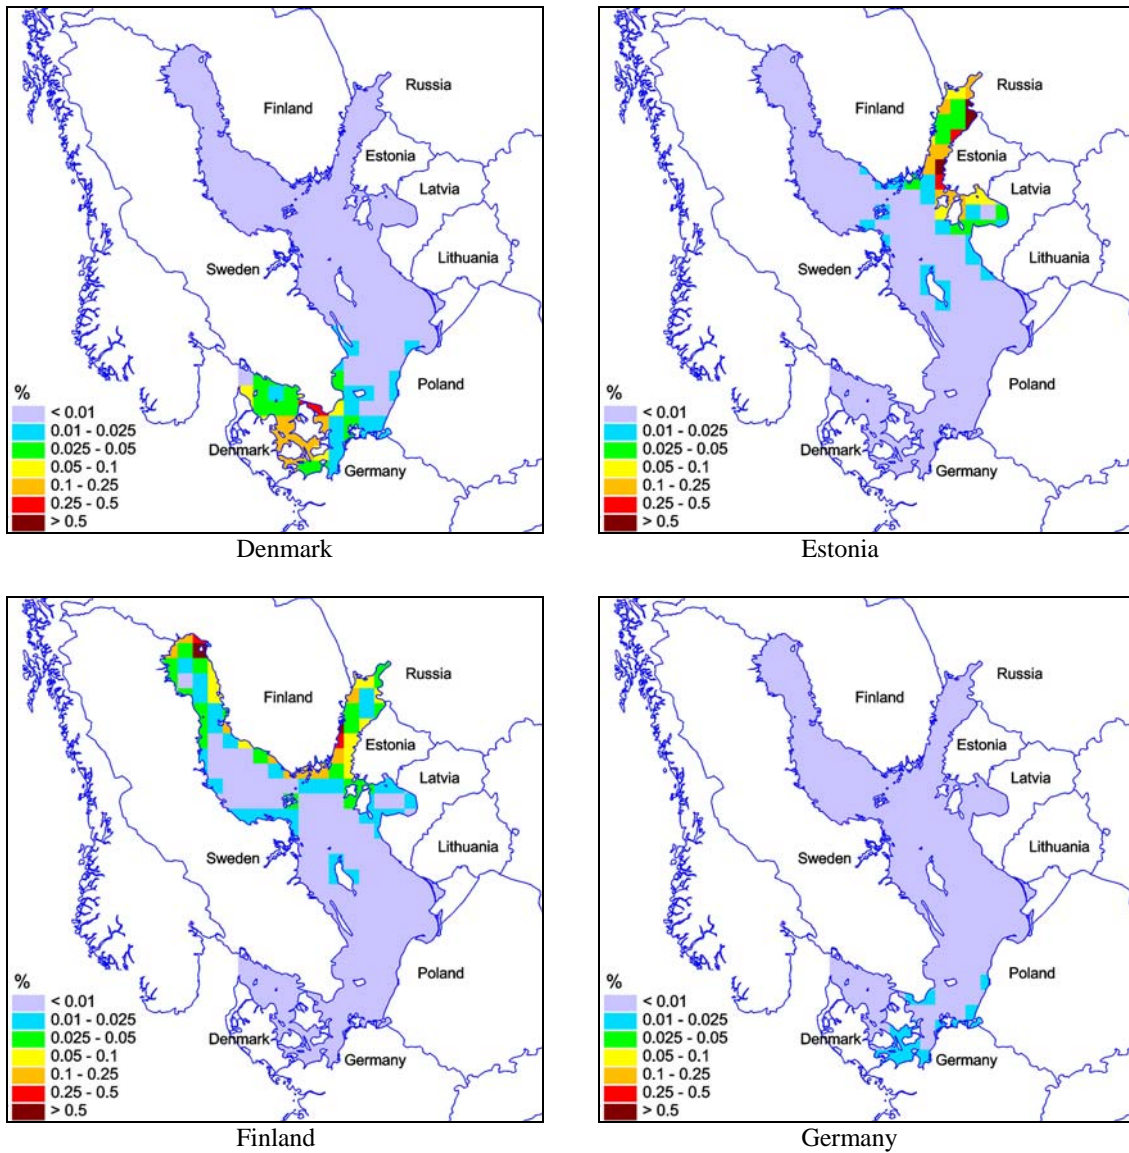 Russia
Finland
Estonia
Latvia
Sweden
Lithuania
Poland
%
< 0.01
0.01 - 0.025
0.025 - 0.05
0.05 - 0.1
0.1 - 0.25
0.25 - 0.5
> 0.5
Denmark
Germany
Denmark
Russia
Finland
Estonia
Latvia
Sweden
Lithuania
Poland
%
< 0.01
0.01 - 0.025
0.025 - 0.05
0.05 - 0.1
0.1 - 0.25
0.25 - 0.5
> 0.5
Denmark
Germany
Estonia
Russia
Finland
Estonia
Latvia
Sweden
Lithuania
Poland
%
< 0.01
0.01 - 0.025
0.025 - 0.05
0.05 - 0.1
0.1 - 0.25
0.25 - 0.5
> 0.5
Denmark
Germany
Finland
Russia
Finland
Estonia
Latvia
Sweden
Lithuania
Poland
%
< 0.01
0.01 - 0.025
0.025 - 0.05
0.05 - 0.1
0.1 - 0.25
0.25 - 0.5
> 0.5
Denmark
Germany
Germany